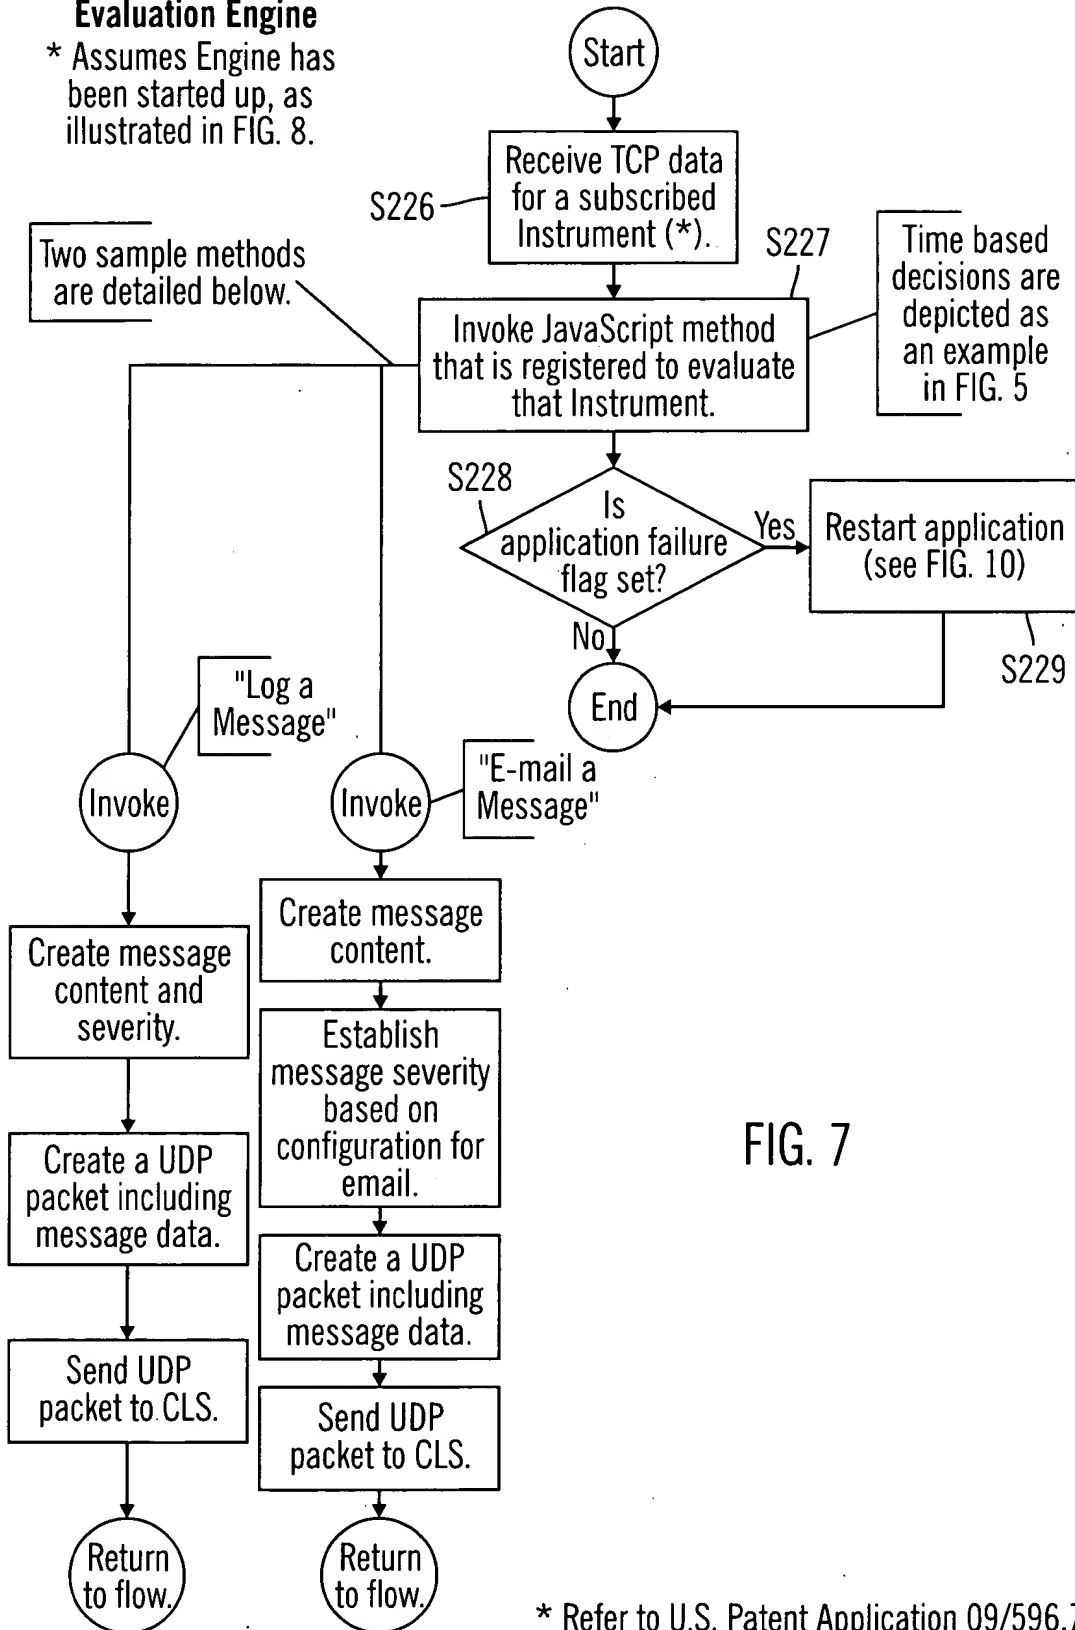 Evaluation Engine
* Assumes Engine has
been started up, as
illustrated in FIG. 8.
Start
Receive TCP data
for a subscribed
Instrument (*).
S226
Two sample methods
are detailed below.
S227
Time based
decisions are
depicted as
an example
in FIG. 5
Invoke JavaScript method
that is registered to evaluate
that Instrument.
S228
Is
application failure
flag set?
Yes
Restart application
(see FIG. 10)
No
S229
End
"Log a
Message"
"E-mail a
Message"
Invoke
Invoke
Create message
content and
severity.
Create a UDP
packet including
message data.
Send UDP
packet to CLS.
Return
to flow.
Create message
content.
Establish
message severity
based on
configuration for
email.
Create a UDP
packet including
message data.
Send UDP
packet to CLS.
Return
to flow.
FIG. 7
* Refer to U.S. Patent Application